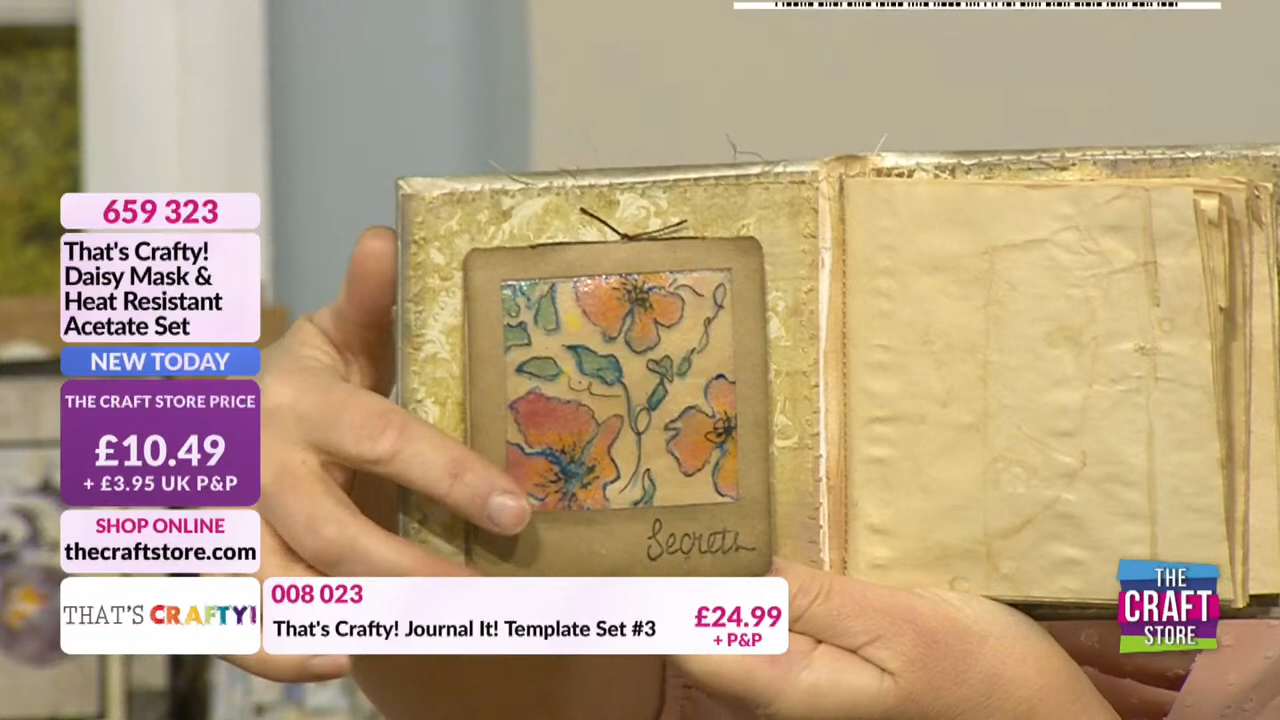 659 323
That's Crafty!
Daisy Mask &
Heat Resistant
Acetate Set
NEW TODAY
THE CRAFT STORE PRICE
£10.49
+ £3.95 UK P&P
SHOP ONLINE
thecraftstore.com
THAT'S CRAFTY!
008 023
That's Crafty! Journal It! Template Set #3
£24.99
+ P&P
Secrets
THE
CRAFT
STORE